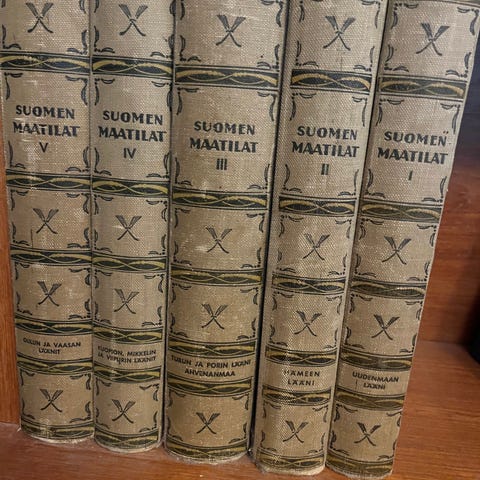 SUOMEN
MAATILAT
V
OULUN JA VAASAN
LÄÄNIT
SUOMEN
MAATILAT
IV
KUOPION, MIKKELIN
JA VIIPURIN LÄÄNIT
SUOMEN
MAATILAT
III
TURUN JA PORIN LÄÄNI
AHVENANMAA
SUOMEN
MAATILAT
II
HÄMEEN
LÄÄNI
SUOMEN
MAATILAT
I
UUDENMAAN
LÄÄNI